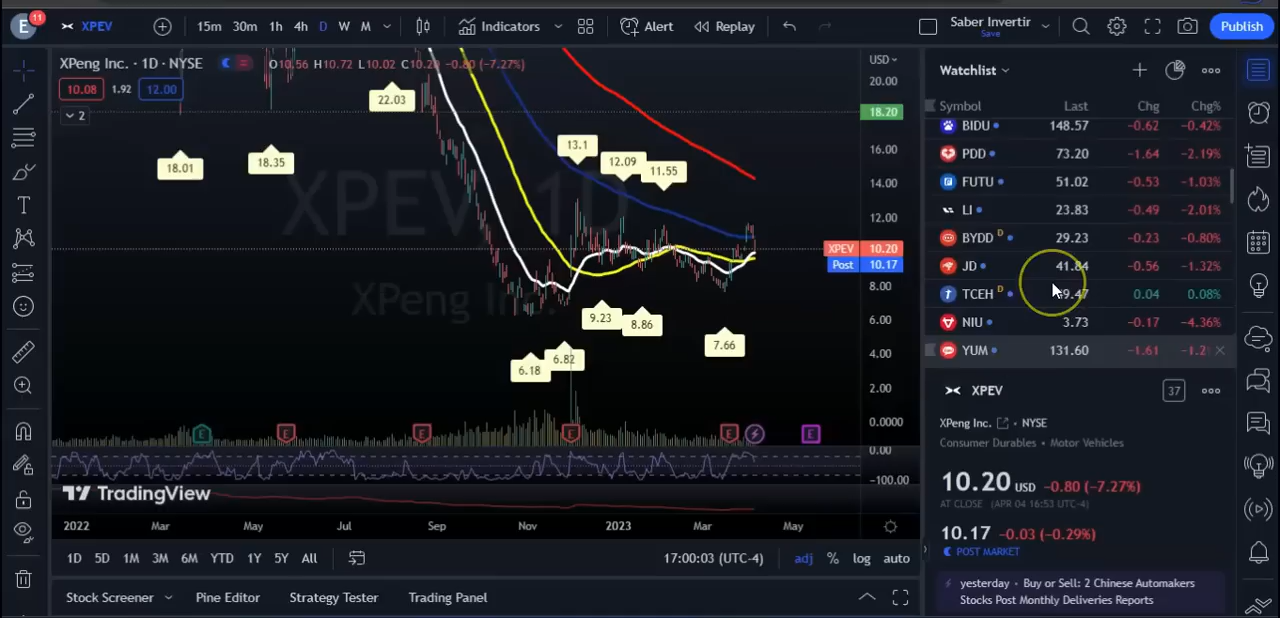 E 11 XPEV 15m 30m 1h 4h D W M Indicators Alert Replay Saber Invertir Save Publish
XPeng Inc. · 1D · NYSE O10.56 H10.72 L10.02 C10.20 −0.80 (−7.27%)
10.08 1.92 12.00
2
USD
20.00
18.20
16.00
14.00
12.00
XPEV 10.20
Post 10.17
8.00
6.00
4.00
2.00
0.0000
0.00
−100.00
XPEV, 1D
XPeng Inc.
18.01
18.35
22.03
13.1
12.09
11.55
9.23
8.86
6.18
6.82
7.66
E E E E E E
TradingView
2022 Mar May Jul Sep Nov 2023 Mar May
1D 5D 1M 3M 6M YTD 1Y 5Y All 17:00:03 (UTC-4) adj % log auto
Stock Screener Pine Editor Strategy Tester Trading Panel
Watchlist
Symbol Last Chg Chg%
BIDU 148.57 −0.62 −0.42%
PDD 73.20 −1.64 −2.19%
FUTU 51.02 −0.53 −1.03%
LI 23.83 −0.49 −2.01%
BYDD D 29.23 −0.23 −0.80%
JD 41.84 −0.56 −1.32%
TCEH D 9.47 0.04 0.08%
NIU 3.73 −0.17 −4.36%
YUM 131.60 −1.61 −1.2
XPEV 37
XPeng Inc. · NYSE
Consumer Durables • Motor Vehicles
10.20 USD −0.80 (−7.27%)
AT CLOSE (APR 04 16:53 UTC-4)
10.17 −0.03 (−0.29%)
POST MARKET
yesterday · Buy or Sell: 2 Chinese Automakers
Stocks Post Monthly Deliveries Reports